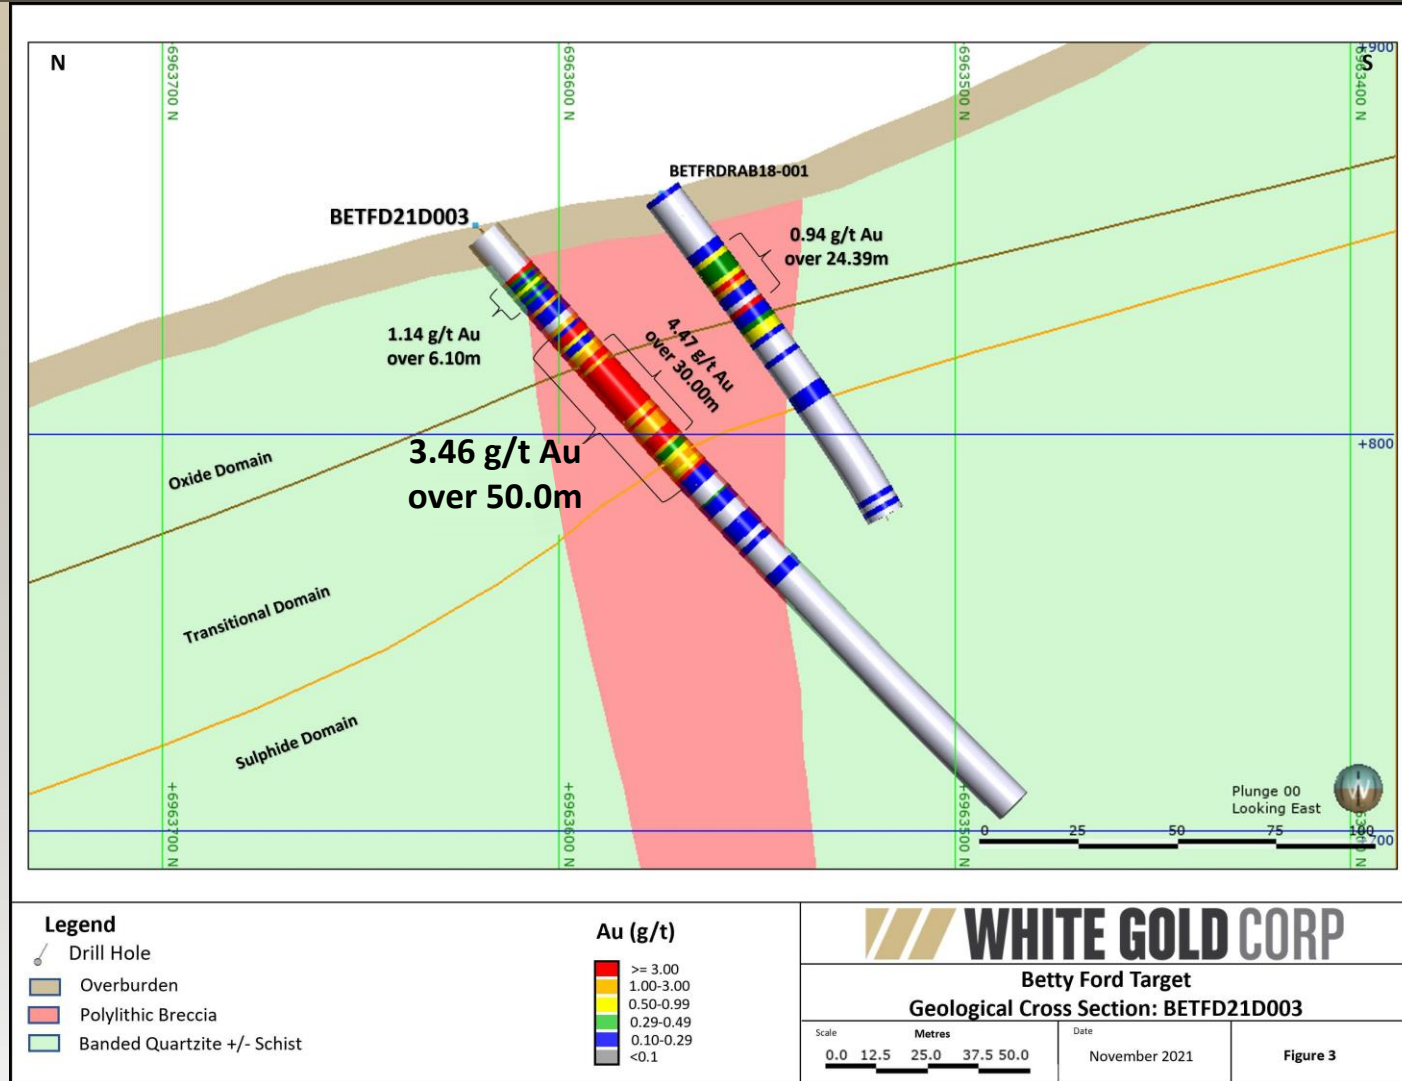 N
S
6963700 N
6963600 N
6963500 N
6963400 N
+900
BETFRDRAB18-001
BETFD21D003
0.94 g/t Au
over 24.39m
1.14 g/t Au
over 6.10m
4.47 g/t Au
over 30.00m
3.46 g/t Au
over 50.0m
+800
Oxide Domain
Transitional Domain
Sulphide Domain
+6963700 N
+6963600 N
+6963500 N
Plunge 00
Looking East
0 25 50 75 100
Legend
Drill Hole
Overburden
Polylithic Breccia
Banded Quartzite +/- Schist
Au (g/t)
>= 3.00
1.00-3.00
0.50-0.99
0.29-0.49
0.10-0.29
<0.1
WHITE GOLD CORP
Betty Ford Target
Geological Cross Section: BETFD21D003
Scale
Metres
0.0 12.5 25.0 37.5 50.0
Date
November 2021
Figure 3